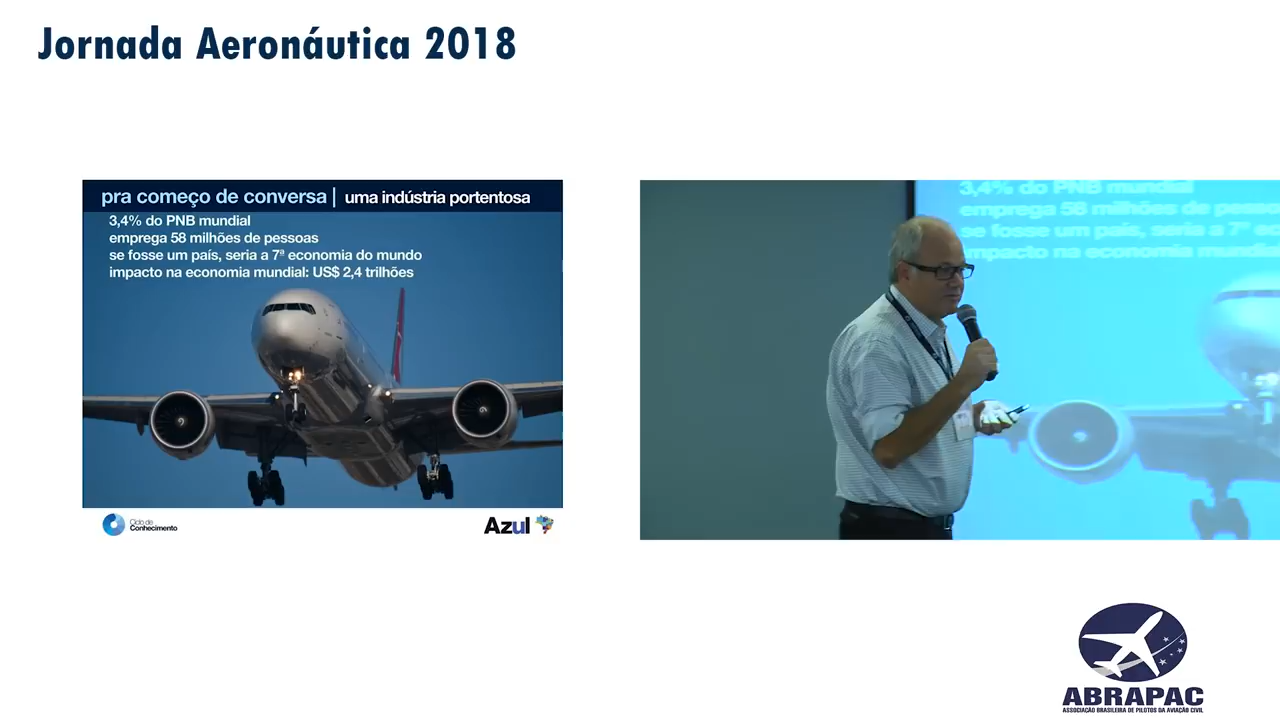 Jornada Aeronáutica 2018
pra começo de conversa | uma indústria portentosa
3,4% do PNB mundial
emprega 58 milhões de pessoas
se fosse um país, seria a 7ª economia do mundo
impacto na economia mundial: US$ 2,4 trilhões
Ciclo de
Conhecimento
Azul
3,4% do PNB mundial
emprega 58 milhões de
se fosse um país, seria a 7ª
impacto na economia
ABRAPAC
ASSOCIAÇÃO BRASILEIRA DE PILOTOS DA AVIAÇÃO CIVIL